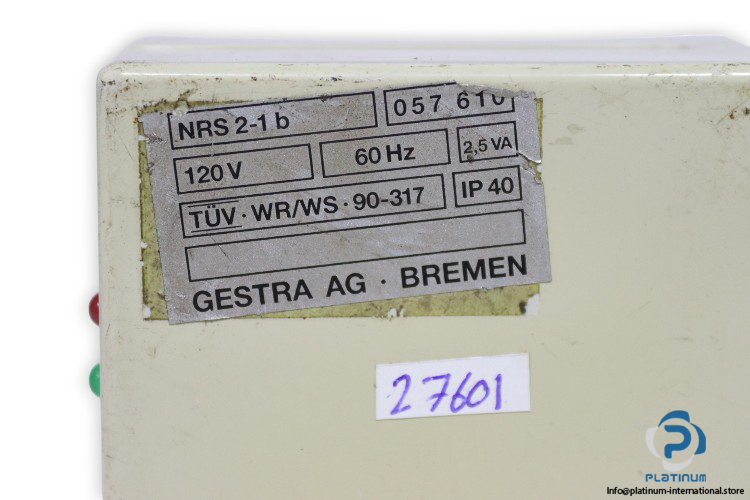 NRS 2-1 b 057 610
120 V 60 Hz 2,5 VA
TÜV · WR/WS · 90-317 IP 40
GESTRA AG · BREMEN
27601
PLATINUM
Info@platinum-international.store